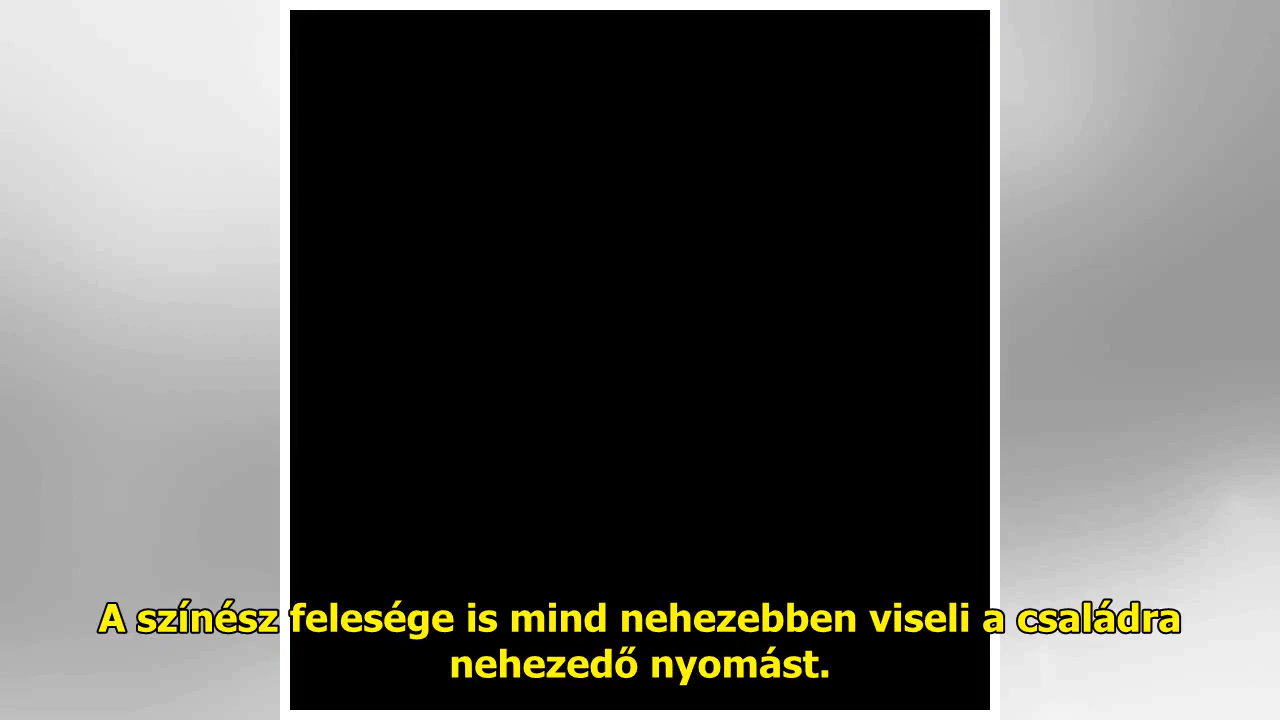 A színész felesége is mind nehezebben viseli a családra
nehezedő nyomást.